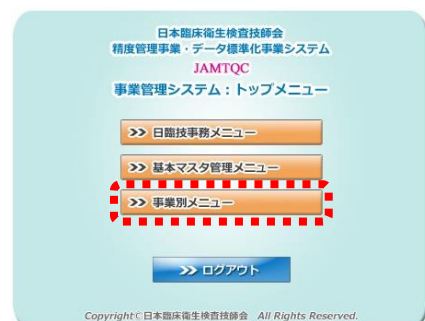 日本臨床衛生検査技師会
精度管理事業・データ標準化事業システム
JAMTQC
事業管理システム：トップメニュー
>> 日臨技事務メニュー
>> 基本マスタ管理メニュー
>> 事業別メニュー
>> ログアウト
Copyright©日本臨床衛生検査技師会 All Rights Reserved.